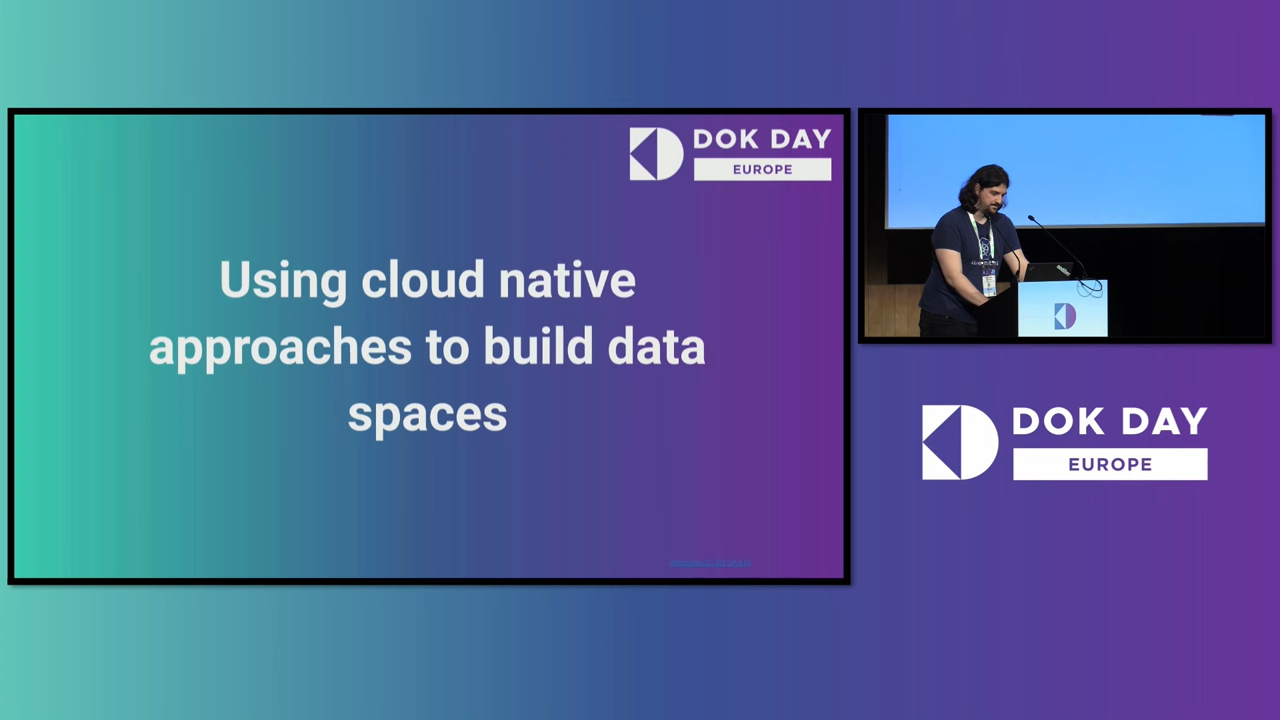 DOK DAY
EUROPE
Using cloud native
approaches to build data
spaces
DOK DAY
EUROPE